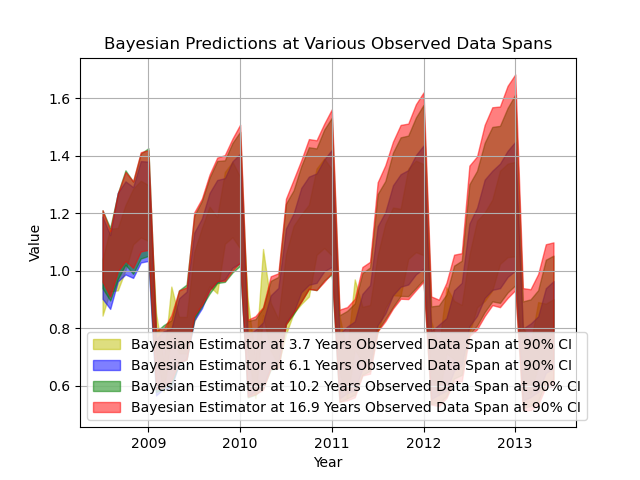 Bayesian Predictions at Various Observed Data Spans
1.6
1.4
1.2
1.0
0.8
0.6
Value
Bayesian Estimator at 3.7 Years Observed Data Span at 90% CI
Bayesian Estimator at 6.1 Years Observed Data Span at 90% CI
Bayesian Estimator at 10.2 Years Observed Data Span at 90% CI
Bayesian Estimator at 16.9 Years Observed Data Span at 90% CI
2009 2010 2011 2012 2013
Year